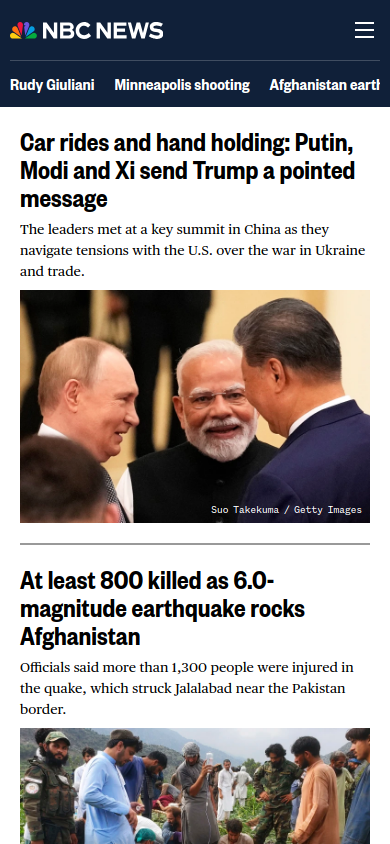 NBC NEWS
Rudy Giuliani Minneapolis shooting Afghanistan earth
Car rides and hand holding: Putin,
Modi and Xi send Trump a pointed
message
The leaders met at a key summit in China as they
navigate tensions with the U.S. over the war in Ukraine
and trade.
Suo Takekuma / Getty Images
At least 800 killed as 6.0-
magnitude earthquake rocks
Afghanistan
Officials said more than 1,300 people were injured in
the quake, which struck Jalalabad near the Pakistan
border.